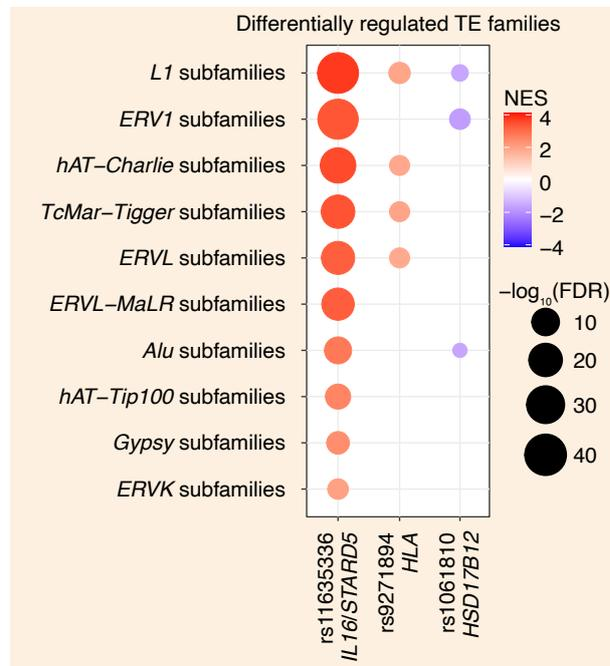 Differentially regulated TE families
L1 subfamilies
ERV1 subfamilies
hAT−Charlie subfamilies
TcMar−Tigger subfamilies
ERVL subfamilies
ERVL−MaLR subfamilies
Alu subfamilies
hAT−Tip100 subfamilies
Gypsy subfamilies
ERVK subfamilies
rs11635336
IL16/STARD5
rs9271894
HLA
rs1061810
HSD17B12
NES
4
2
0
−2
−4
−log10(FDR)
10
20
30
40